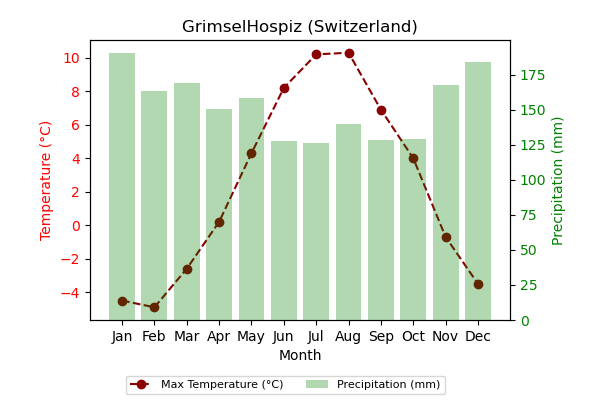 GrimselHospiz (Switzerland)
10
8
6
4
2
0
−2
−4
Temperature (°C)
175
150
125
100
75
50
25
0
Precipitation (mm)
Jan Feb Mar Apr May Jun Jul Aug Sep Oct Nov Dec
Month
Max Temperature (°C) Precipitation (mm)